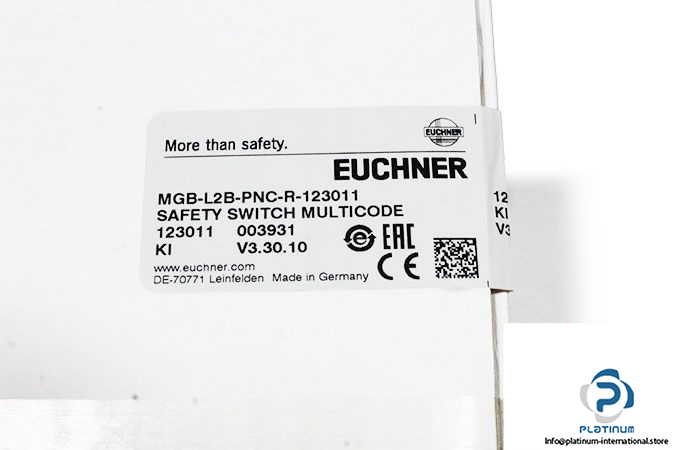 More than safety.
EUCHNER
EUCHNER
MGB-L2B-PNC-R-123011
SAFETY SWITCH MULTICODE
123011 003931
KI V3.30.10
e EAC
CE
www.euchner.com
DE-70771 Leinfelden Made in Germany
12
KI
V3
PLATINUM
Info@platinum-international.store